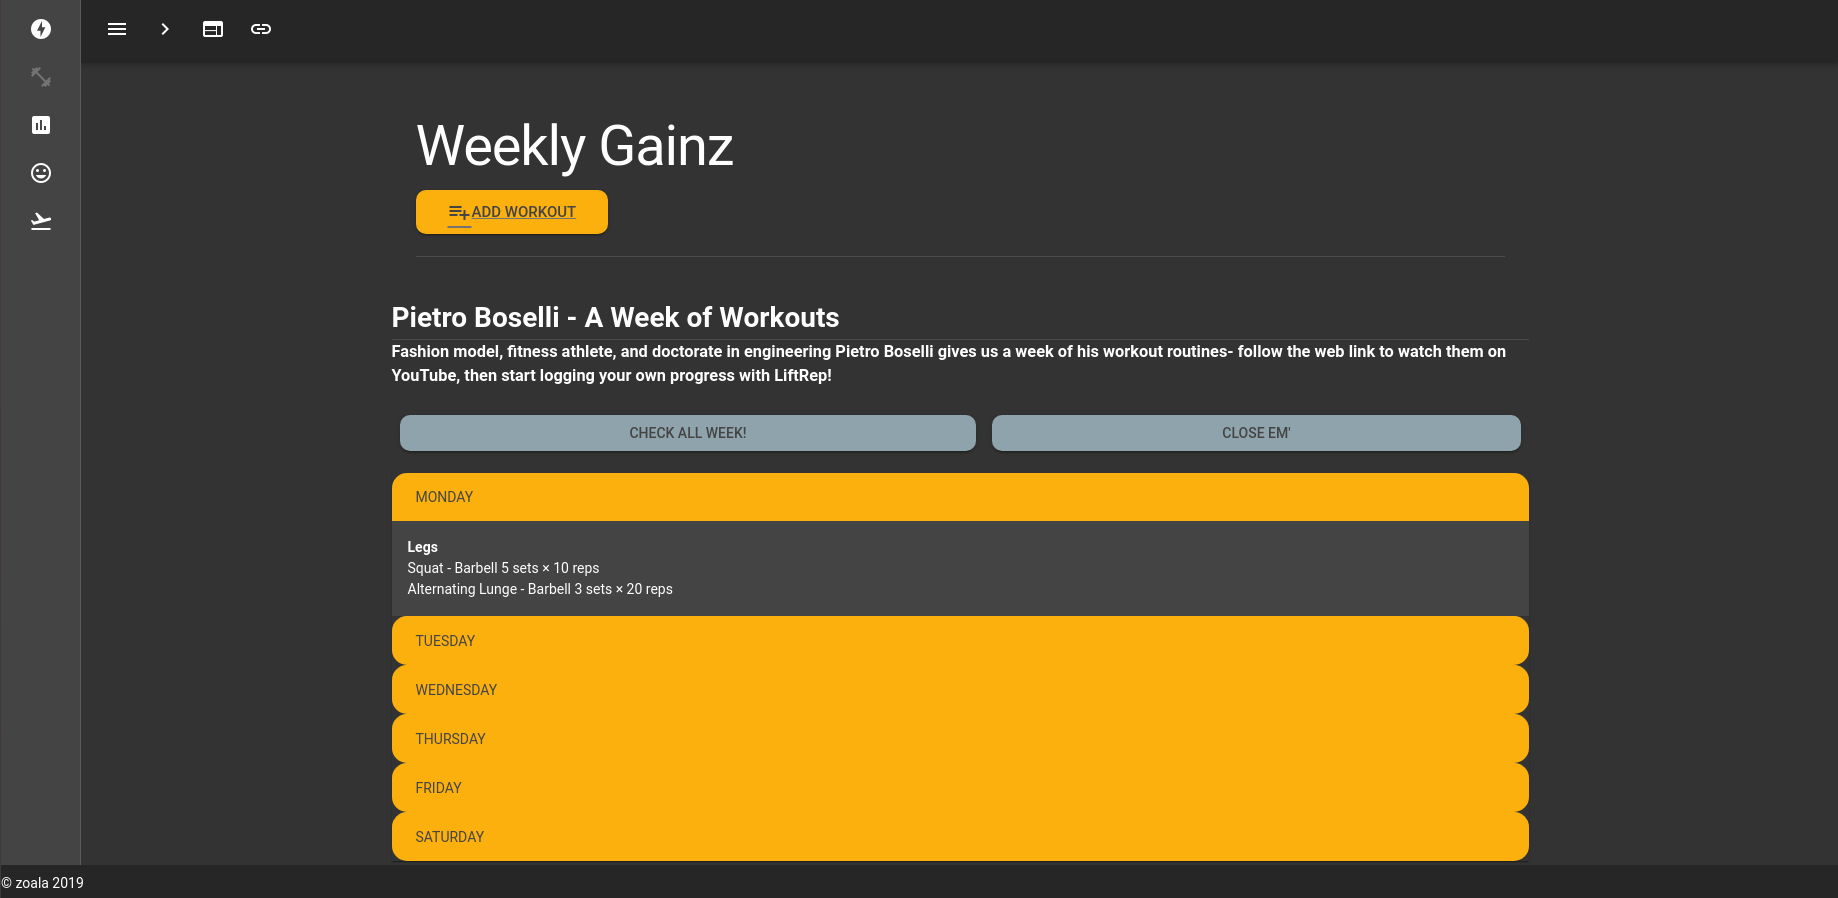 Weekly Gainz
ADD WORKOUT
Pietro Boselli - A Week of Workouts
Fashion model, fitness athlete, and doctorate in engineering Pietro Boselli gives us a week of his workout routines- follow the web link to watch them on
YouTube, then start logging your own progress with LiftRep!
CHECK ALL WEEK! CLOSE EM'
MONDAY
Legs
Squat - Barbell 5 sets × 10 reps
Alternating Lunge - Barbell 3 sets × 20 reps
TUESDAY
WEDNESDAY
THURSDAY
FRIDAY
SATURDAY
© zoala 2019